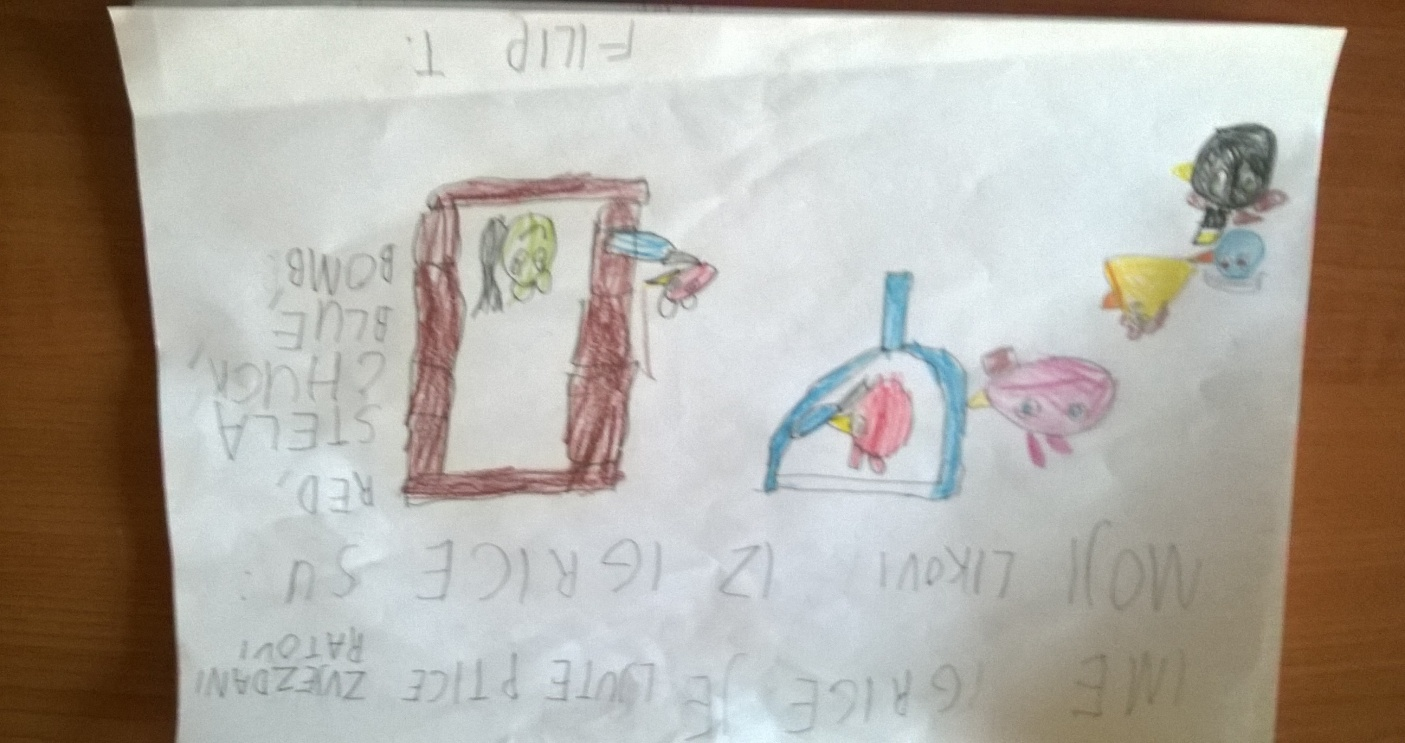 IME IGRICE JE LJUTE PTICE ZVEZDANI
RATOVI
MOJI LIKOVI IZ IGRICE SU:
RED,
STELA
CHUCK,
BLUE
BOMB.
FILIP T.